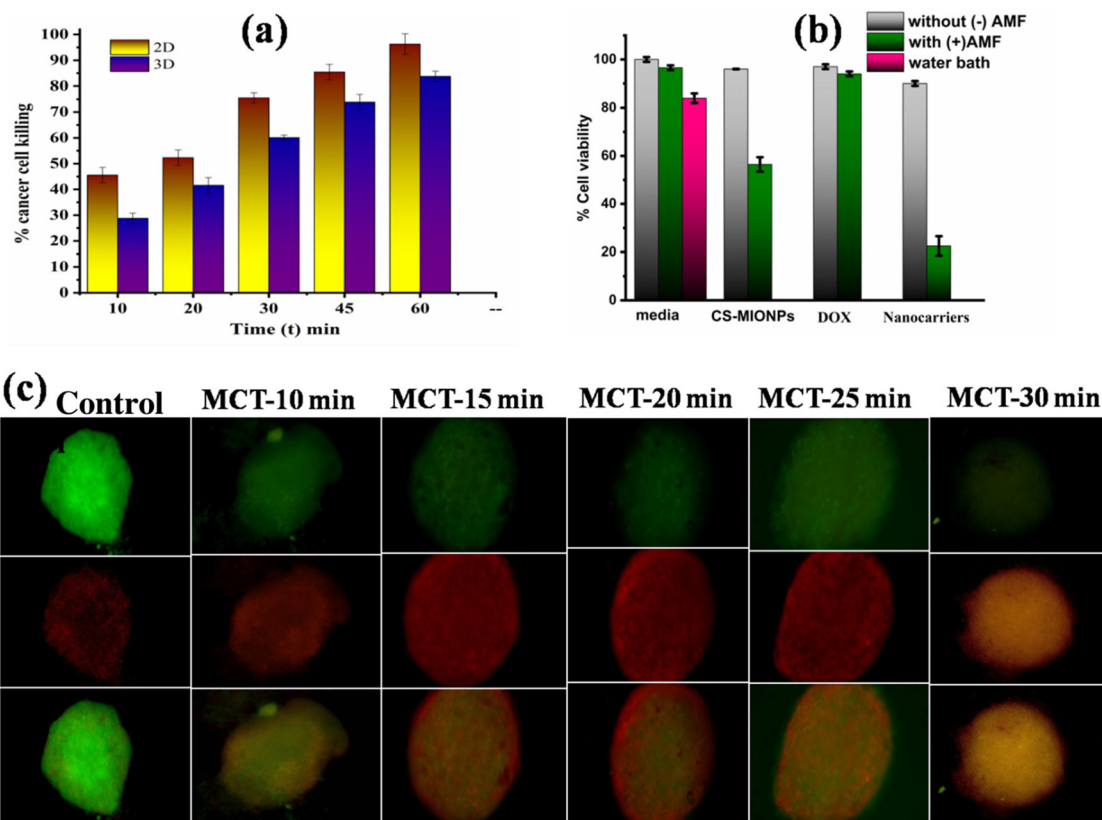 (a)
2D
3D
100
90
80
70
60
50
40
30
20
10
0
% cancer cell killing
10 20 30 45 60 --
Time (t) min
(b)
without (-) AMF
with (+)AMF
water bath
100
80
60
40
20
0
% Cell viability
media CS-MIONPs DOX Nanocarriers
(c) Control MCT-10 min MCT-15 min MCT-20 min MCT-25 min MCT-30 min